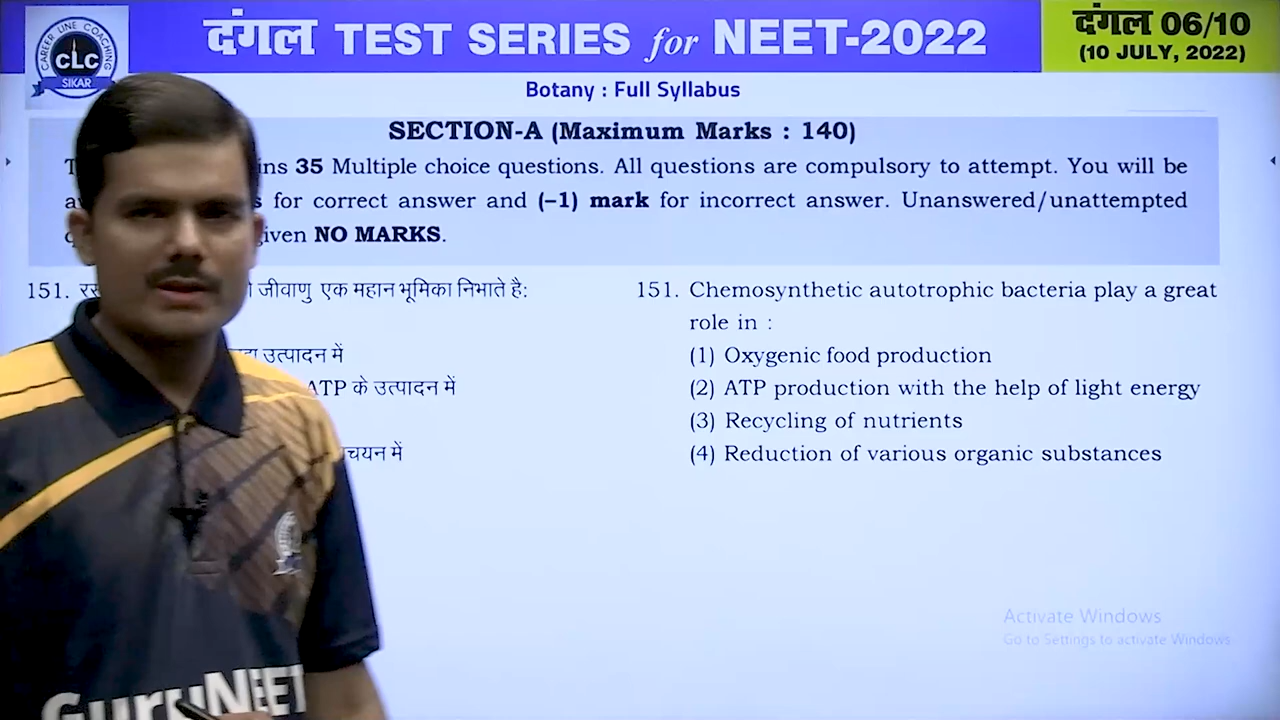 CAREER LINE COACHING
CLC
SIKAR
दंगल TEST SERIES for NEET-2022
दंगल 06/10
(10 JULY, 2022)
Botany : Full Syllabus
SECTION-A (Maximum Marks : 140)
35 Multiple choice questions. All questions are compulsory to attempt. You will be
for correct answer and (–1) mark for incorrect answer. Unanswered/unattempted
NO MARKS.
151. जीवाणु एक महान भूमिका निभाते है:
उत्पादन में
ATP के उत्पादन में
में
151. Chemosynthetic autotrophic bacteria play a great
role in :
(1) Oxygenic food production
(2) ATP production with the help of light energy
(3) Recycling of nutrients
(4) Reduction of various organic substances
Activate Windows
Go to Settings to activate Windows.
GuruNEET